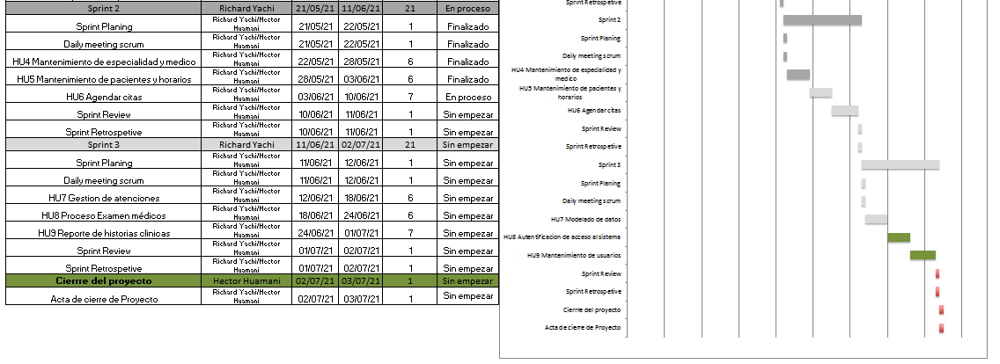 Sprint 2 Richard Yachi 21/05/21 11/06/21 21 En proceso
Sprint Planing Richard Yachi/Hector Huamani 21/05/21 22/05/21 1 Finalizado
Daily meeting scrum Richard Yachi/Hector Huamani 21/05/21 22/05/21 1 Finalizado
HU4 Mantenimiento de especialidad y medico Richard Yachi/Hector Huamani 22/05/21 28/05/21 6 Finalizado
HU5 Mantenimiento de pacientes y horarios Richard Yachi/Hector Huamani 28/05/21 03/06/21 6 Finalizado
HU6 Agendar citas Richard Yachi/Hector Huamani 03/06/21 10/06/21 7 En proceso
Sprint Review Richard Yachi/Hector Huamani 10/06/21 11/06/21 1 Sin empezar
Sprint Retrospetive Richard Yachi/Hector Huamani 10/06/21 11/06/21 1 Sin empezar
Sprint 3 Richard Yachi 11/06/21 02/07/21 21 Sin empezar
Sprint Planing Richard Yachi/Hector Huamani 11/06/21 12/06/21 1 Sin empezar
Daily meeting scrum Richard Yachi/Hector Huamani 11/06/21 12/06/21 1 Sin empezar
HU7 Gestion de atenciones Richard Yachi/Hector Huamani 12/06/21 18/06/21 6 Sin empezar
HU8 Proceso Examen médicos Richard Yachi/Hector Huamani 18/06/21 24/06/21 6 Sin empezar
HU9 Reporte de historias clinicas Richard Yachi/Hector Huamani 24/06/21 01/07/21 7 Sin empezar
Sprint Review Richard Yachi/Hector Huamani 01/07/21 02/07/21 1 Sin empezar
Sprint Retrospetive Richard Yachi/Hector Huamani 01/07/21 02/07/21 1 Sin empezar
Cierrre del proyecto Hector Huamani 02/07/21 03/07/21 1 Sin empezar
Acta de cierre de Proyecto Richard Yachi/Hector Huamani 02/07/21 03/07/21 1 Sin empezar
Sprint Retrospetive
Sprint 2
Sprint Planing
Daily meeting scrum
HU4 Mantenimiento de especialidad y
medico
HU5 Mantenimiento de pacientes y
horarios
HU6 Agendar citas
Sprint Review
Sprint Retrospetive
Sprint 3
Sprint Planing
Daily meeting scrum
HU7 Modelado de datos
HU8 Autentificacion de acceso al sistema
HU9 Mantenimiento de usuarios
Sprint Review
Sprint Retrospetive
Cierrre del proyecto
Acta de cierre de Proyecto